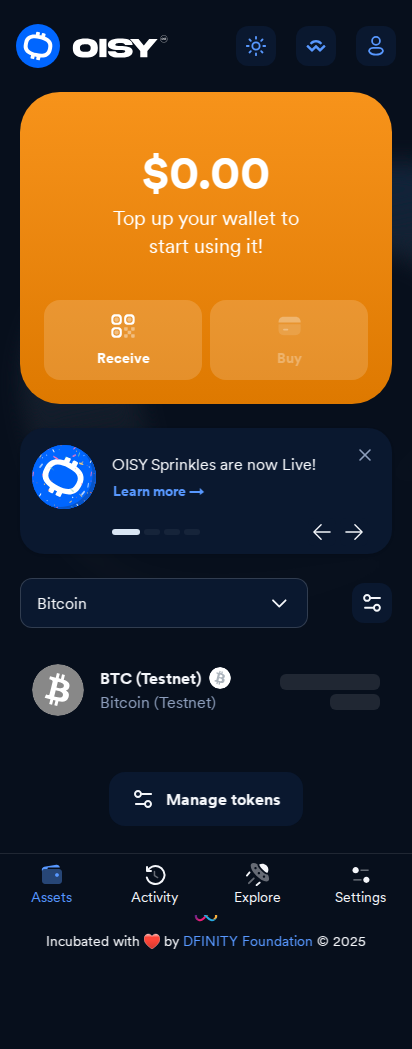 OISY
$0.00
Top up your wallet to
start using it!
Receive
Buy
OISY Sprinkles are now Live!
Learn more →
Bitcoin
BTC (Testnet)
Bitcoin (Testnet)
Manage tokens
Assets
Activity
Explore
Settings
Incubated with ❤️ by DFINITY Foundation © 2025